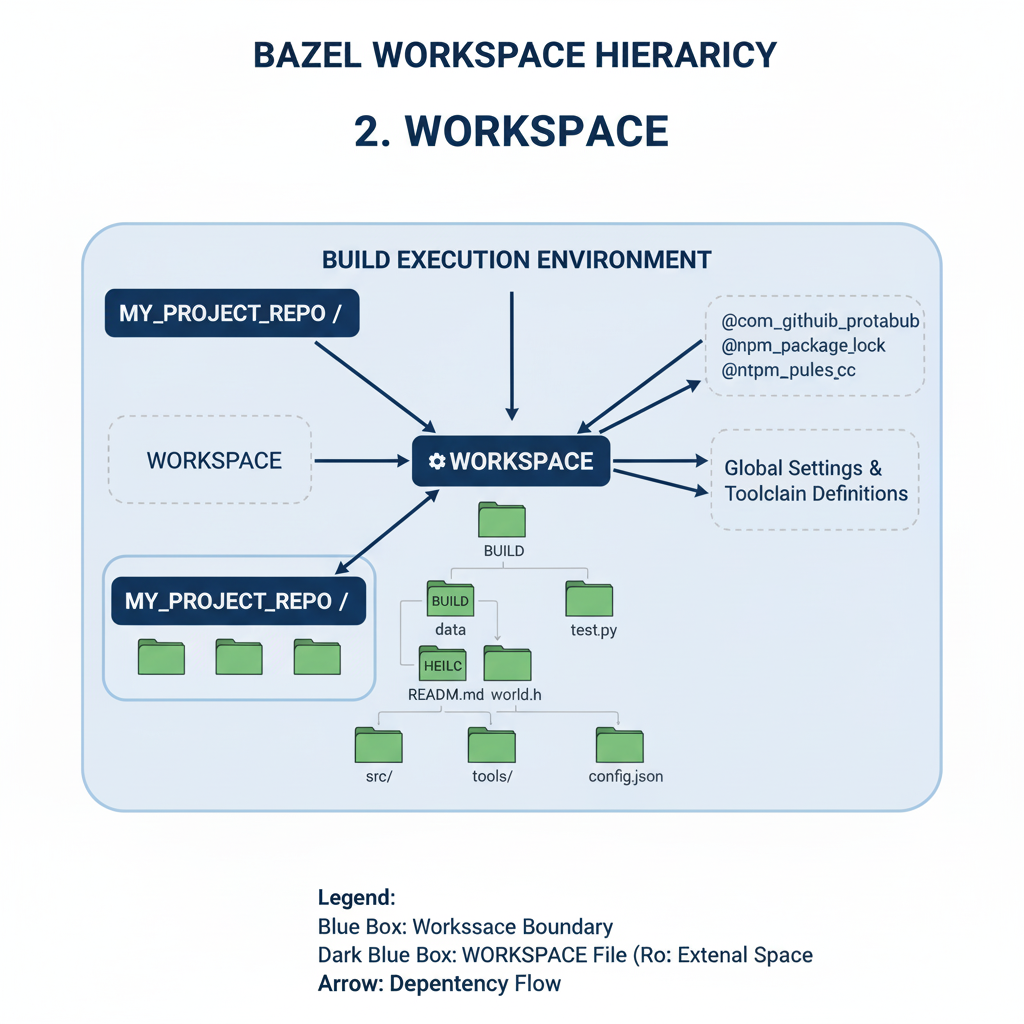 BAZEL WORKSPACE HIERARICY
2. WORKSPACE
BUILD EXECUTION ENVIRONMENT
MY_PROJECT_REPO /
@com_githuib_protabub
@npm_package_lock
@ntpm_pules_cc
WORKSPACE
WORKSPACE
Global Settings &
Toolclain Definitions
BUILD
MY_PROJECT_REPO /
BUILD
data
test.py
HEILC
READM.md
world.h
src/
tools/
config.json
Legend:
Blue Box: Workssace Boundary
Dark Blue Box: WORKSPACE File (Ro: Extenal Space
Arrow: Depentency Flow